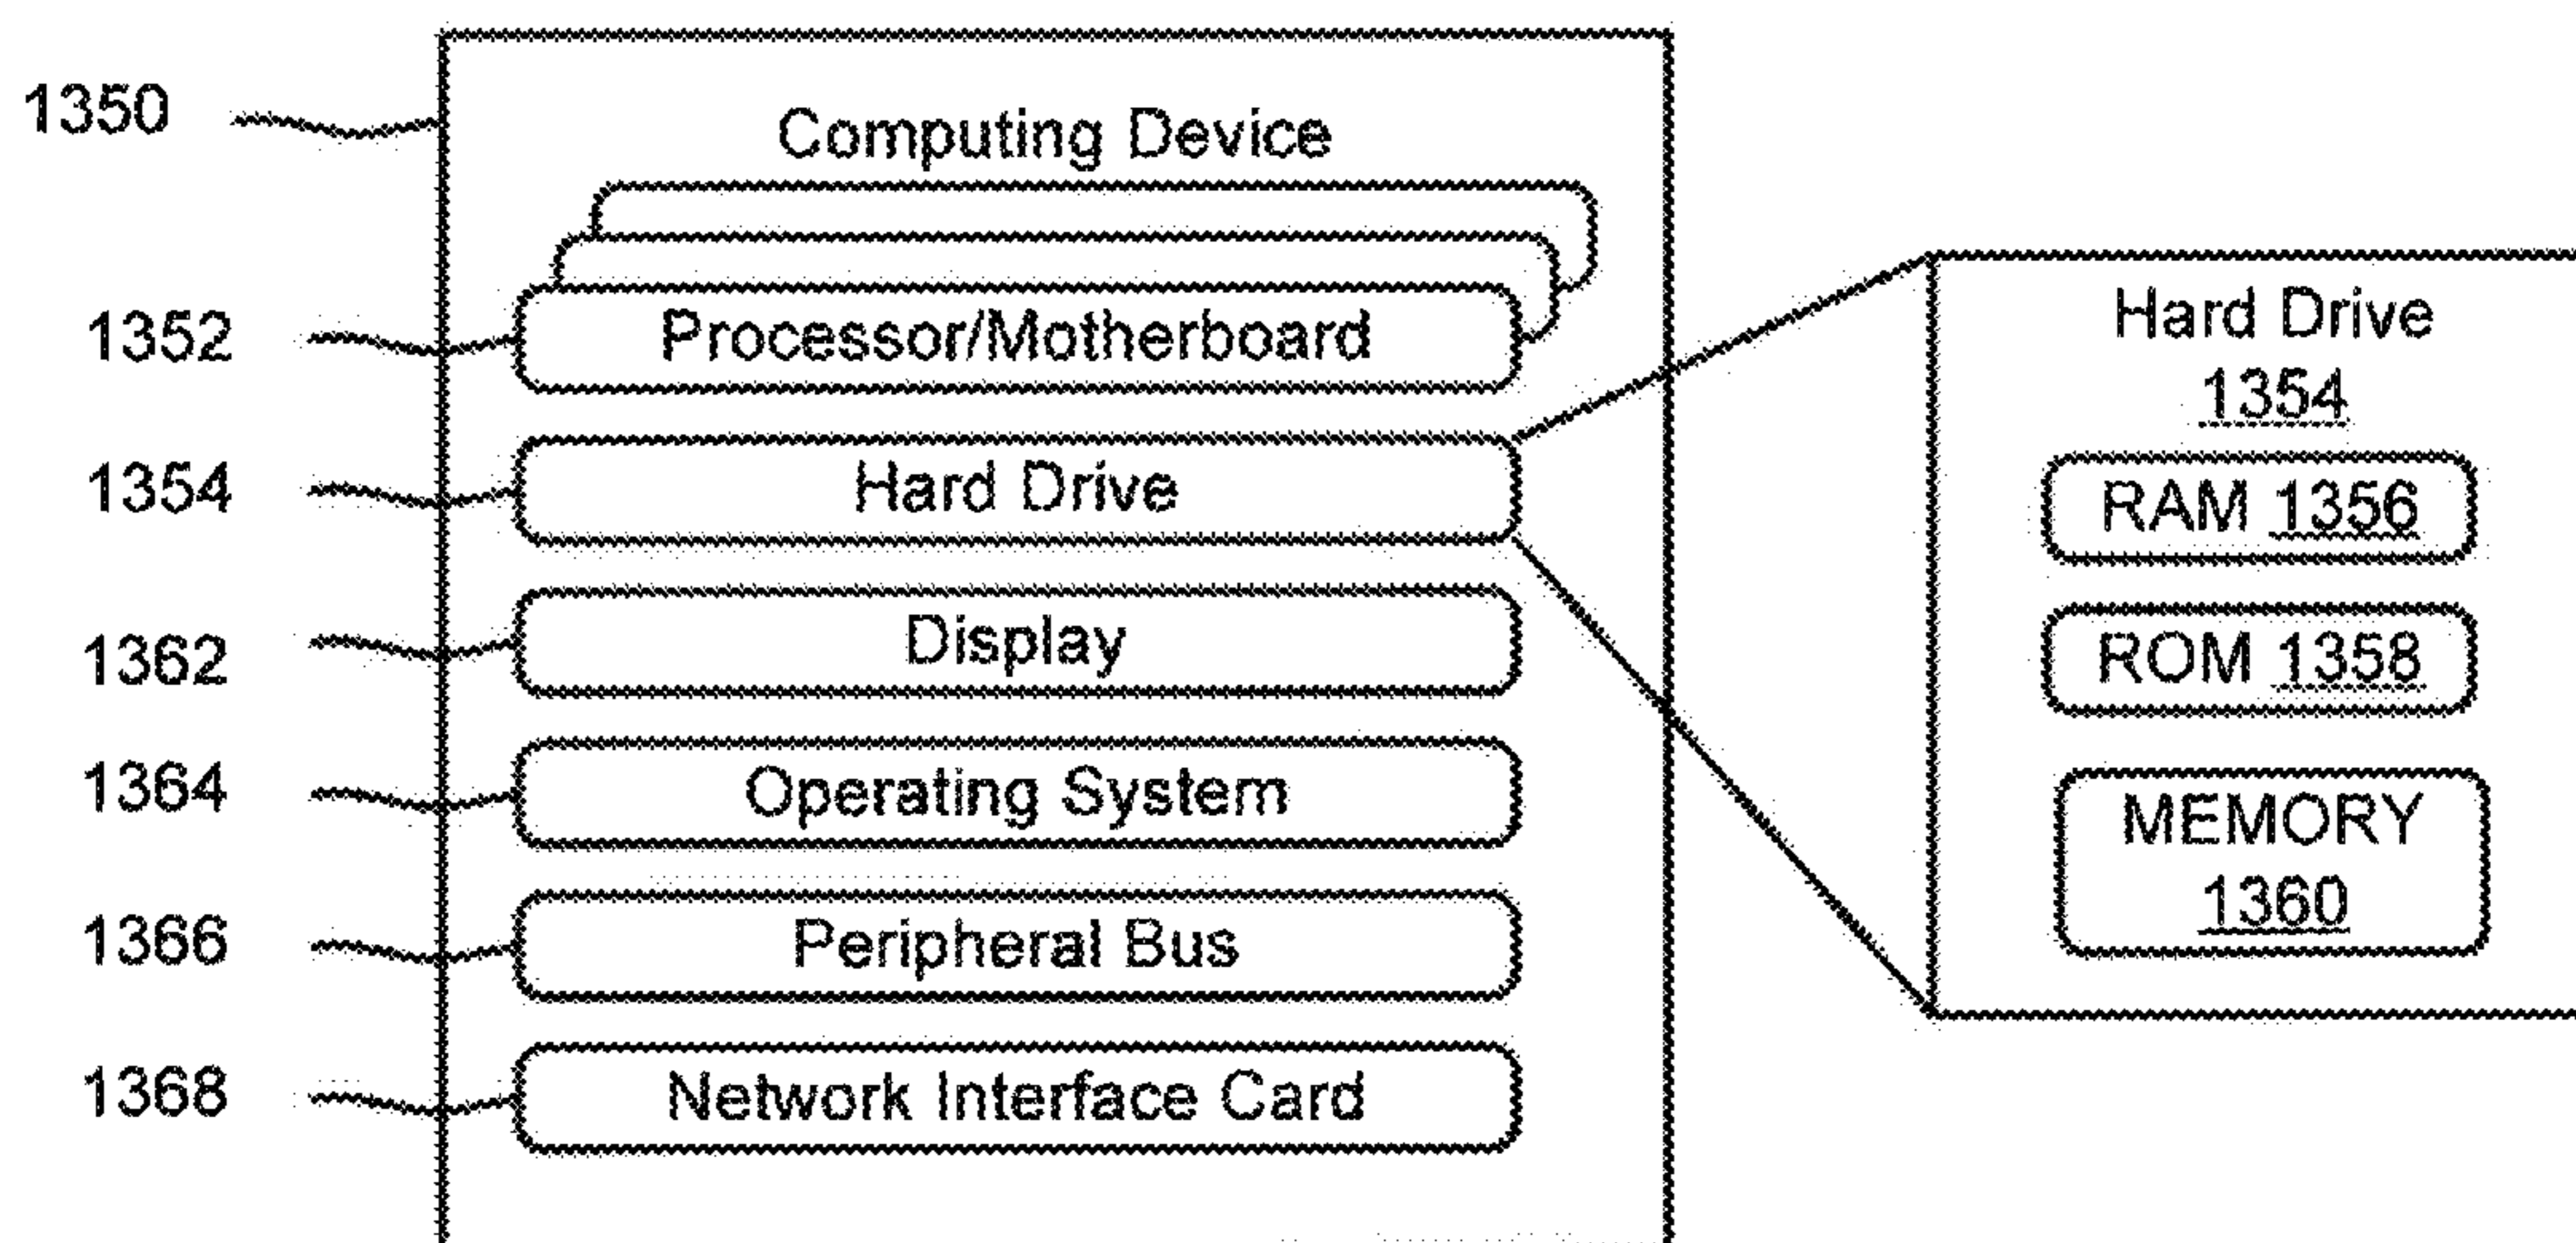 1350
Computing Device
1352
Processor/Motherboard
1354
Hard Drive
1362
Display
1364
Operating System
1366
Peripheral Bus
1368
Network Interface Card
Hard Drive
1354
RAM 1356
ROM 1358
MEMORY
1360